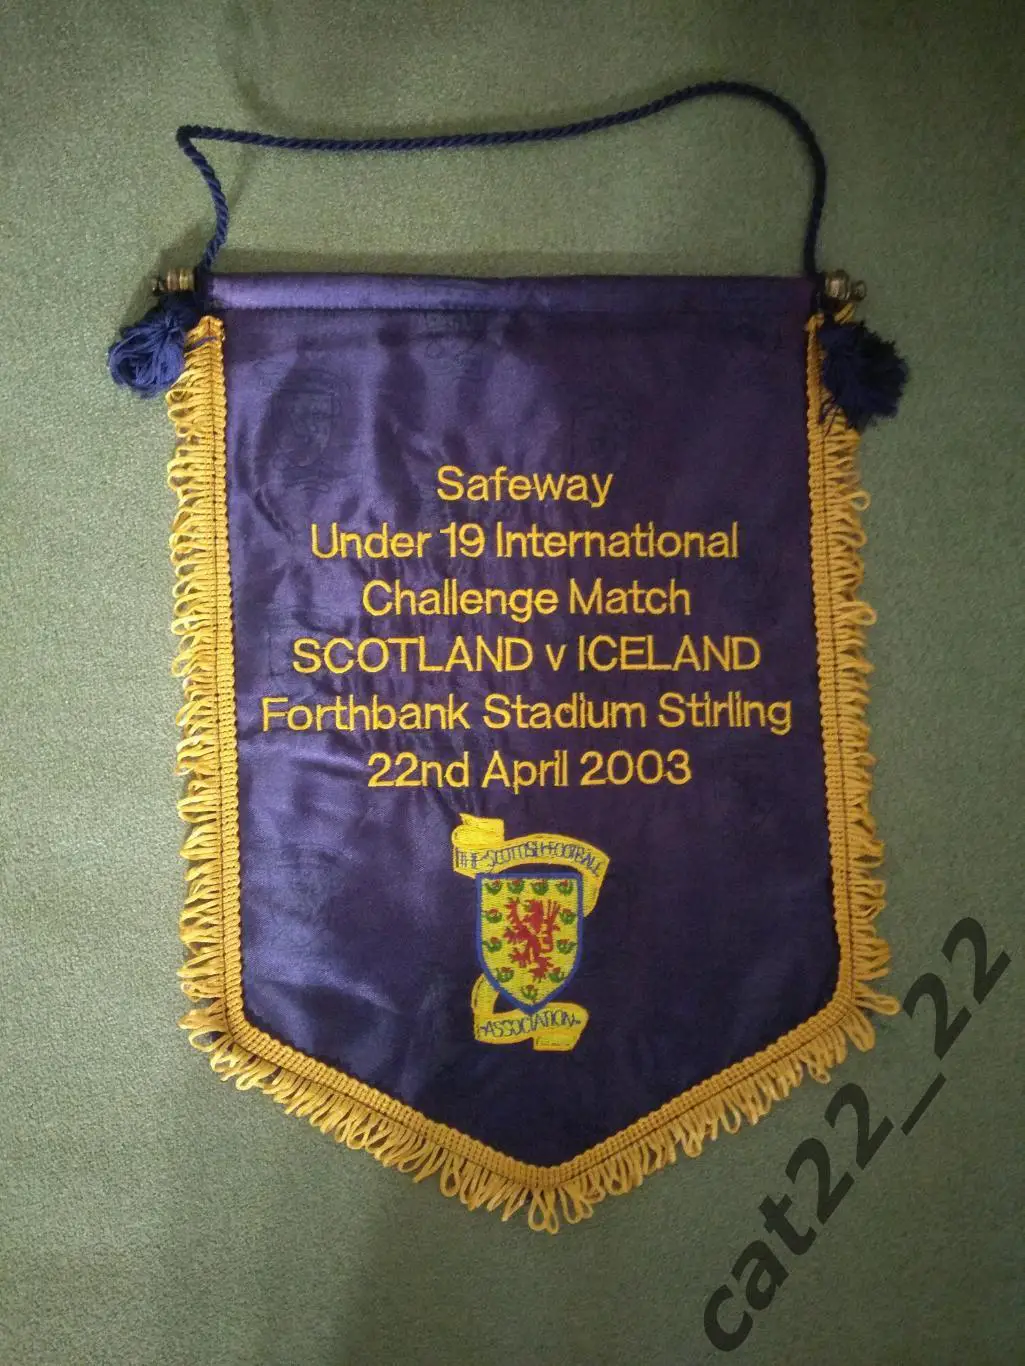 Safeway
Under 19 International
Challenge Match
SCOTLAND v ICELAND
Forthbank Stadium Stirling
22nd April 2003
THE SCOTTISH FOOTBALL
ASSOCIATION
cat22_22